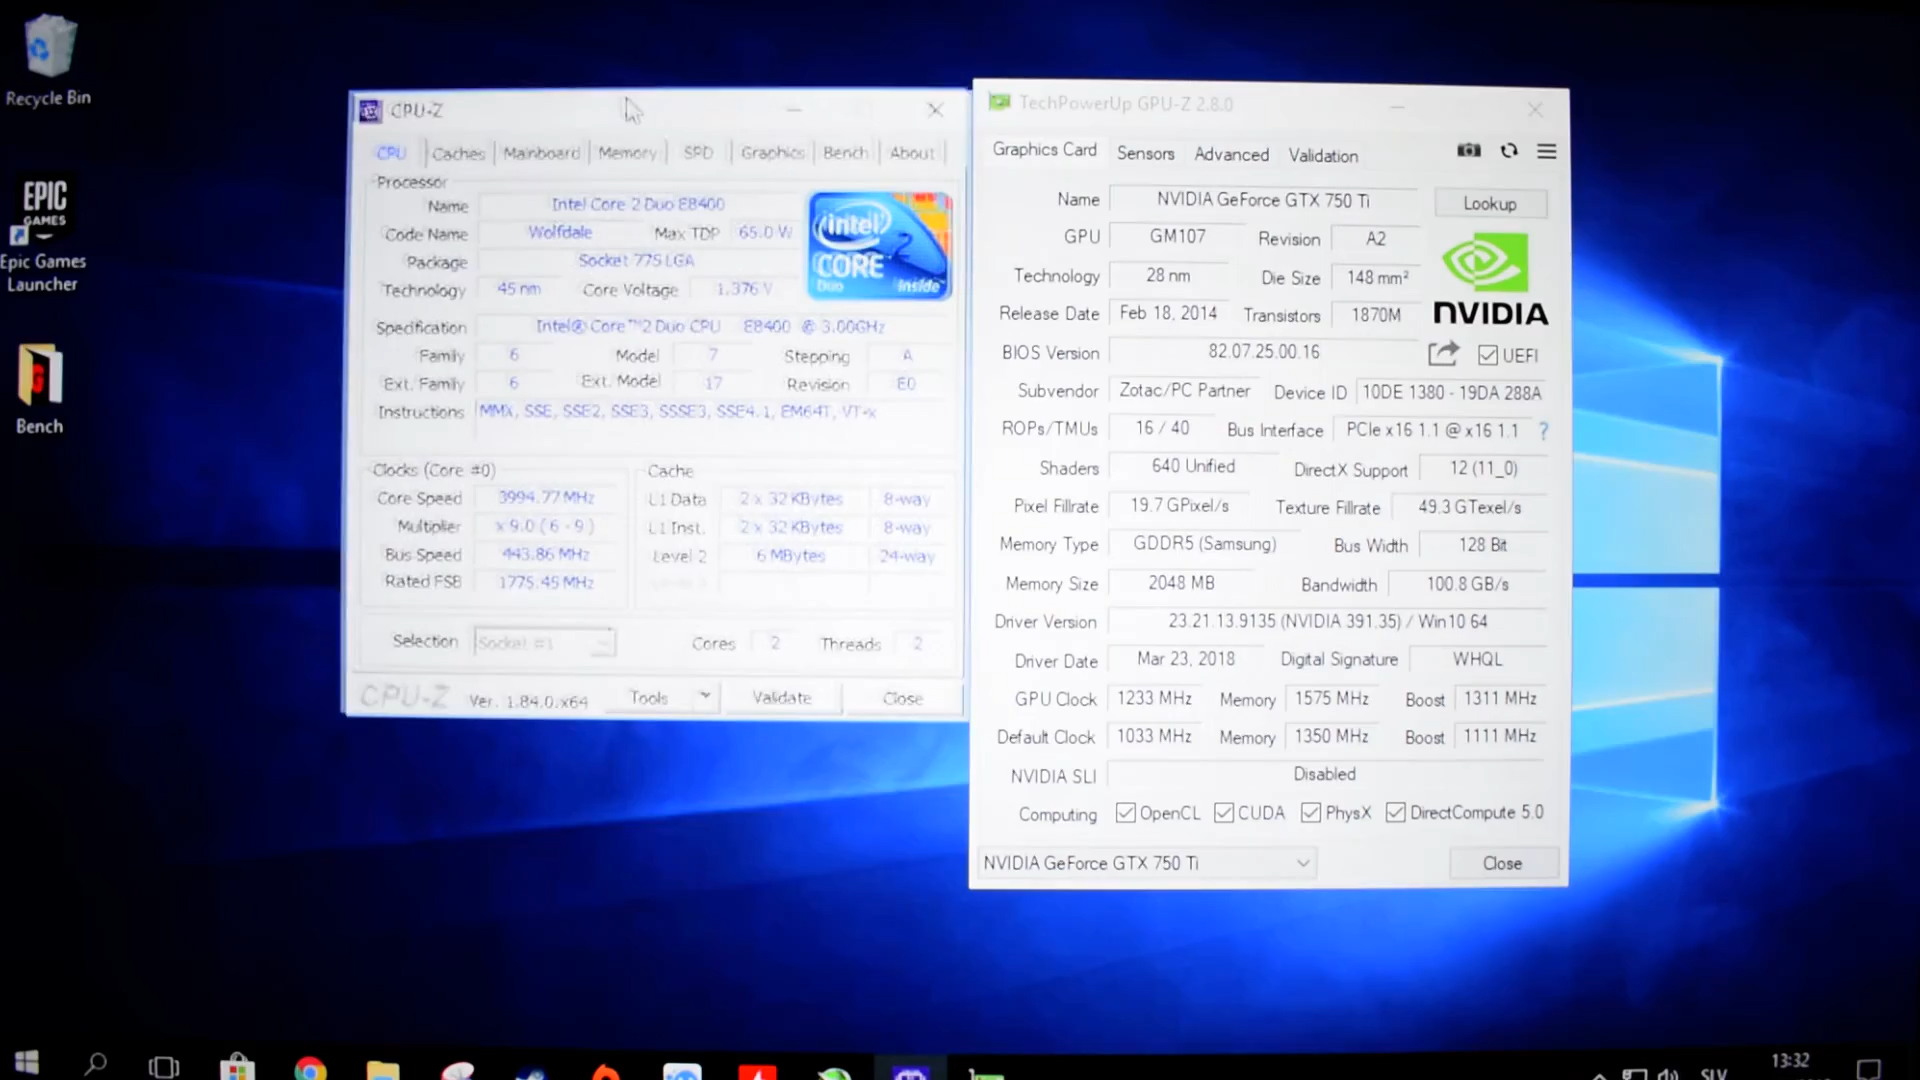 Recycle Bin
EPIC
GAMES
Epic Games
Launcher
Bench
CPU-Z
CPU Caches Mainboard Memory SPD Graphics Bench About
Processor
Name Intel Core 2 Duo E8400
Code Name Wolfdale Max TDP 65.0 W
Package Socket 775 LGA
Technology 45 nm Core Voltage 1.376 V
intel
CORE 2
Duo inside
Specification Intel® Core™2 Duo CPU E8400 @ 3.00GHz
Family 6 Model 7 Stepping A
Ext. Family 6 Ext. Model 17 Revision E0
Instructions MMX, SSE, SSE2, SSE3, SSSE3, SSE4.1, EM64T, VT-x
Clocks (Core #0)
Core Speed 3994.77 MHz
Multiplier x 9.0 ( 6 - 9 )
Bus Speed 443.86 MHz
Rated FSB 1775.45 MHz
Cache
L1 Data 2 x 32 KBytes 8-way
L1 Inst. 2 x 32 KBytes 8-way
Level 2 6 MBytes 24-way
Selection Socket #1 Cores 2 Threads 2
CPU-Z Ver. 1.84.0.x64 Tools Validate Close
TechPowerUp GPU-Z 2.8.0
Graphics Card Sensors Advanced Validation
Name NVIDIA GeForce GTX 750 Ti Lookup
GPU GM107 Revision A2
Technology 28 nm Die Size 148 mm²
Release Date Feb 18, 2014 Transistors 1870M
NVIDIA
BIOS Version 82.07.25.00.16 UEFI
Subvendor Zotac/PC Partner Device ID 10DE 1380 - 19DA 288A
ROPs/TMUs 16 / 40 Bus Interface PCIe x16 1.1 @ x16 1.1 ?
Shaders 640 Unified DirectX Support 12 (11_0)
Pixel Fillrate 19.7 GPixel/s Texture Fillrate 49.3 GTexel/s
Memory Type GDDR5 (Samsung) Bus Width 128 Bit
Memory Size 2048 MB Bandwidth 100.8 GB/s
Driver Version 23.21.13.9135 (NVIDIA 391.35) / Win10 64
Driver Date Mar 23, 2018 Digital Signature WHQL
GPU Clock 1233 MHz Memory 1575 MHz Boost 1311 MHz
Default Clock 1033 MHz Memory 1350 MHz Boost 1111 MHz
NVIDIA SLI Disabled
Computing OpenCL CUDA PhysX DirectCompute 5.0
NVIDIA GeForce GTX 750 Ti Close
SLV
13:32